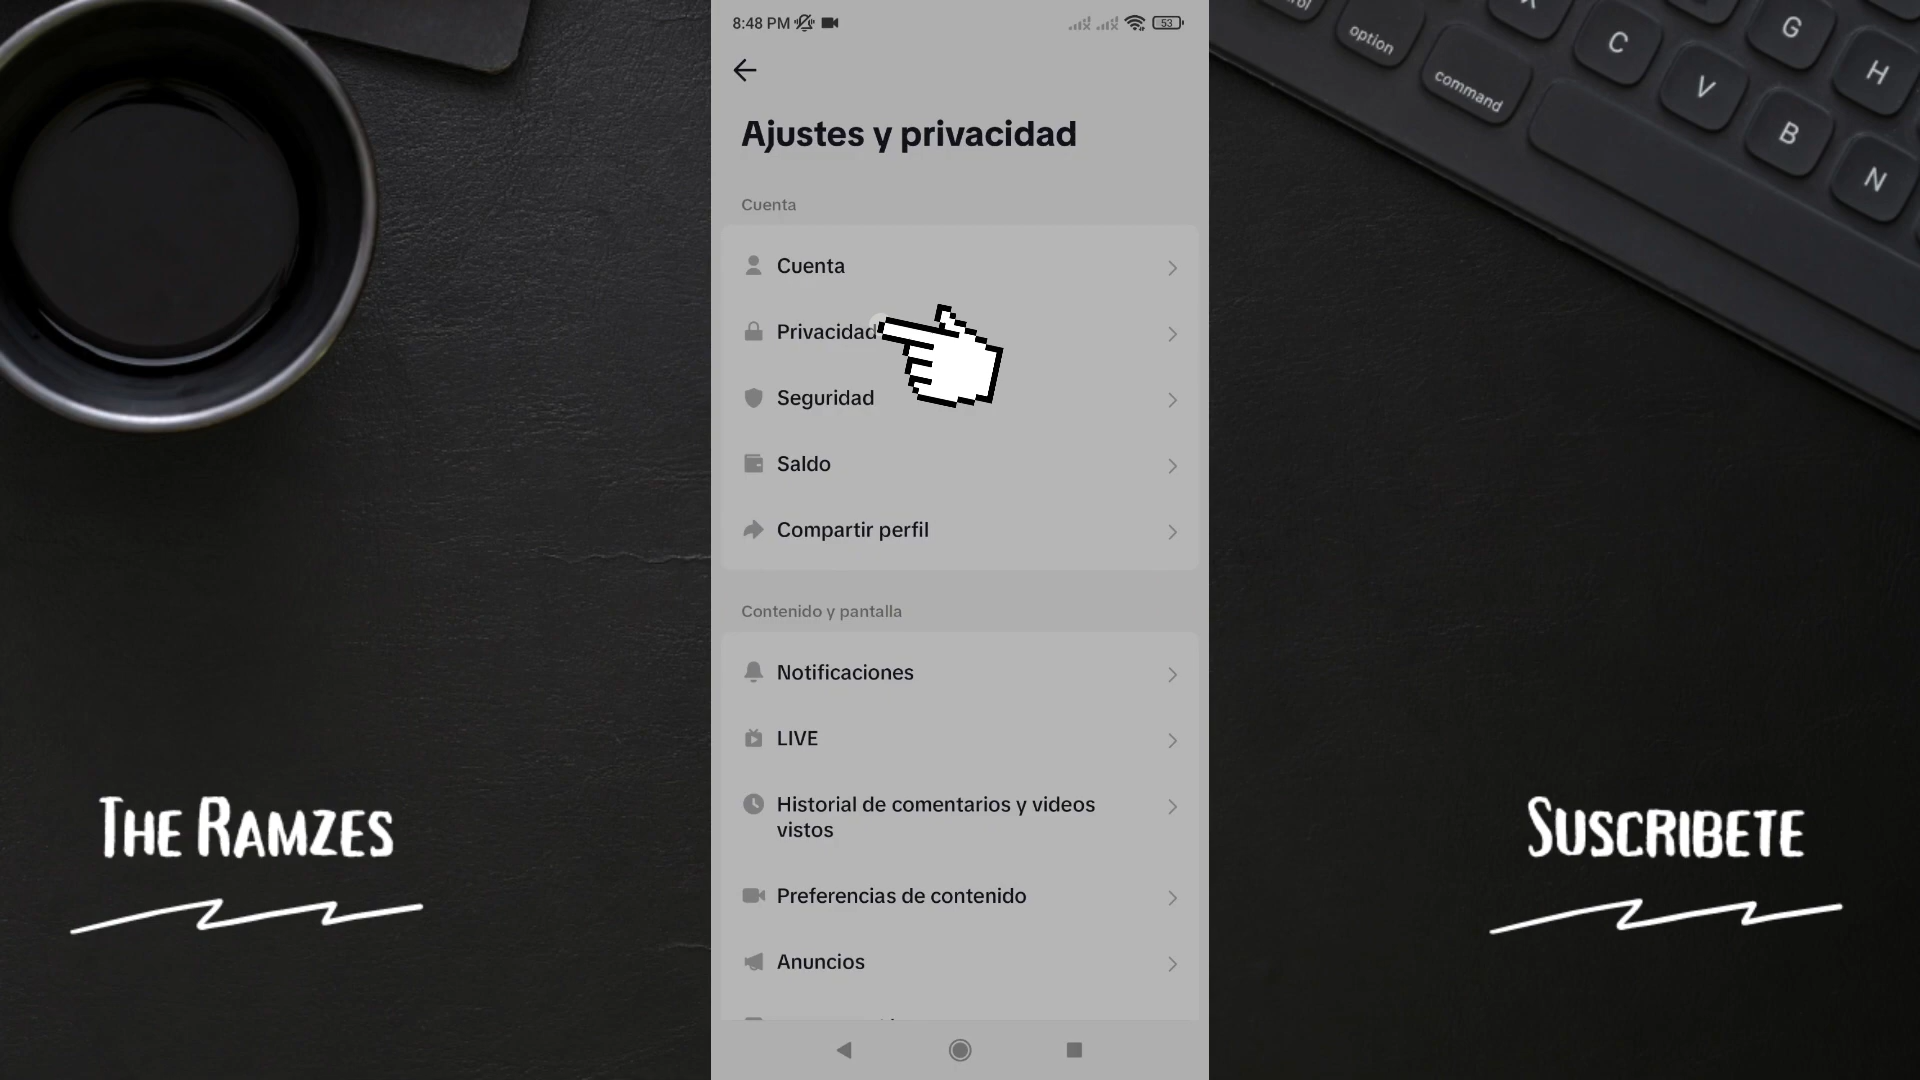 8:48 PM
53
Ajustes y privacidad
Cuenta
Cuenta
Privacidad
Seguridad
Saldo
Compartir perfil
Contenido y pantalla
Notificaciones
LIVE
Historial de comentarios y videos
vistos
Preferencias de contenido
Anuncios
The Ramzes
Suscribete
option
command
C
V
B
N
G
H